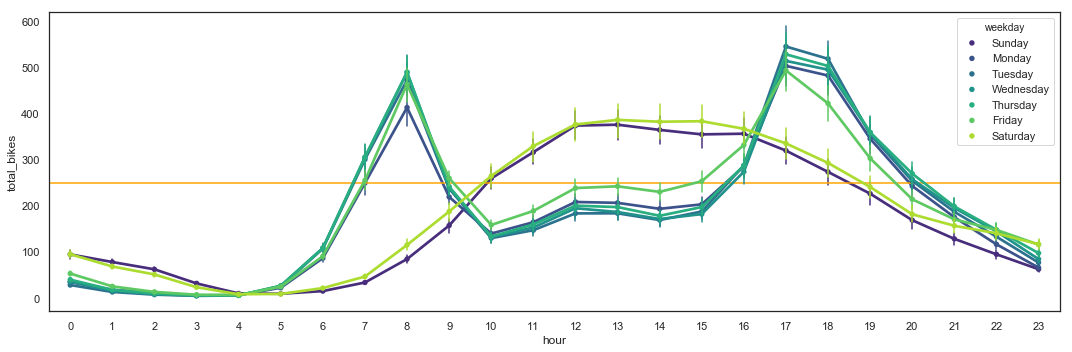 600
500
400
300
200
100
0
total_bikes
weekday
Sunday
Monday
Tuesday
Wednesday
Thursday
Friday
Saturday
0 1 2 3 4 5 6 7 8 9 10 11 12 13 14 15 16 17 18 19 20 21 22 23
hour